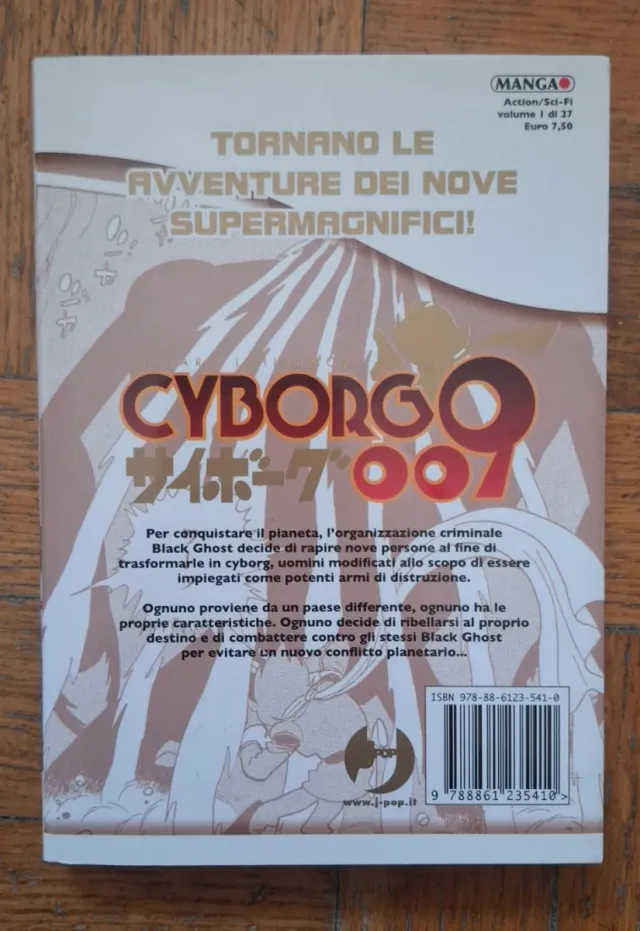 MANGA
Action/Sci-Fi
volume 1 di 27
Euro 7,50
TORNANO LE
AVVENTURE DEI NOVE
SUPERMAGNIFICI!
CYBORG
サイボーグ 009
Per conquistare il pianeta, l'organizzazione criminale
Black Ghost decide di rapire nove persone al fine di
trasformarle in cyborg, uomini modificati allo scopo di essere
impiegati come potenti armi di distruzione.
Ognuno proviene da un paese differente, ognuno ha le
proprie caratteristiche. Ognuno decide di ribellarsi al proprio
destino e di combattere contro gli stessi Black Ghost
per evitare un nuovo conflitto planetario...
ISBN 978-88-6123-541-0
J-POP
www.j-pop.it
9 788861 235410 >